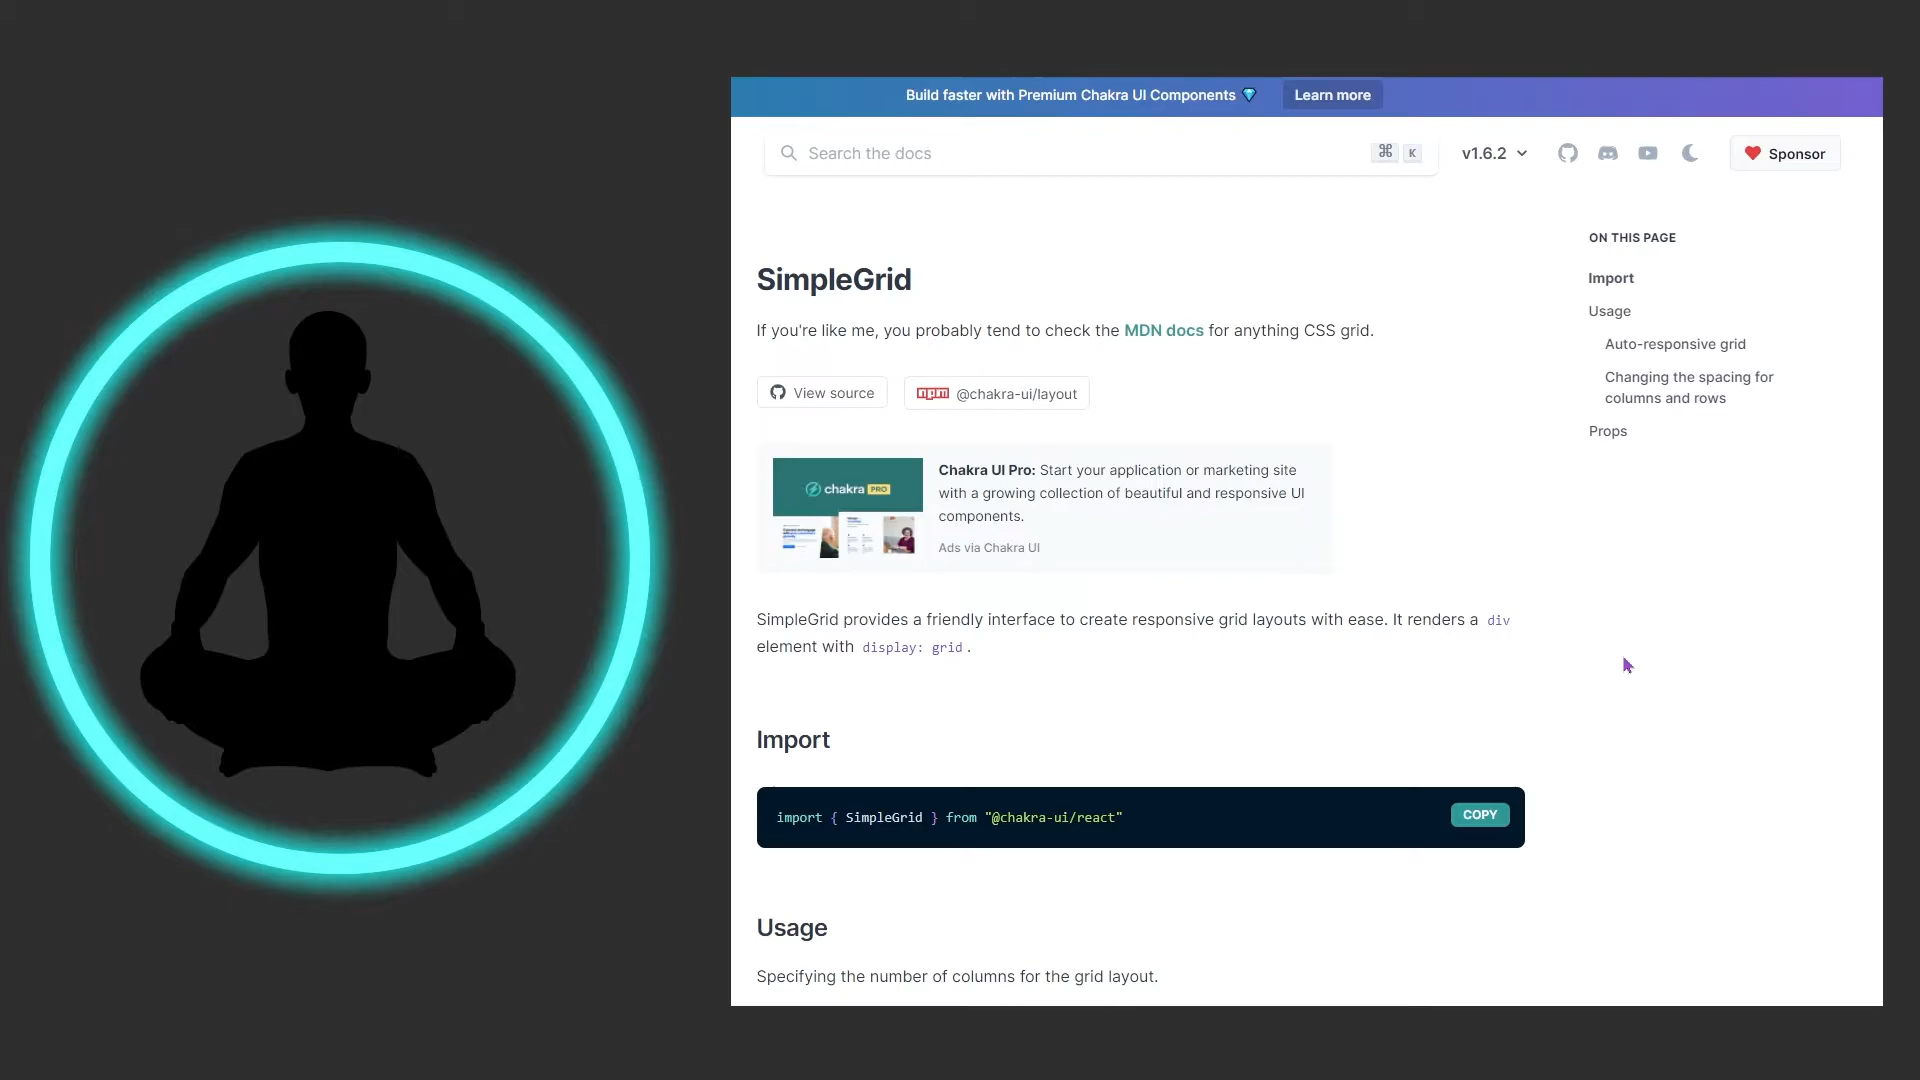 Build faster with Premium Chakra UI Components
Learn more
Search the docs
⌘ K
v1.6.2
Sponsor
SimpleGrid
If you're like me, you probably tend to check the MDN docs for anything CSS grid.
View source
npm @chakra-ui/layout
chakra PRO
Chakra UI Pro: Start your application or marketing site
with a growing collection of beautiful and responsive UI
components.
Ads via Chakra UI
SimpleGrid provides a friendly interface to create responsive grid layouts with ease. It renders a div
element with display: grid .
Import
import { SimpleGrid } from "@chakra-ui/react"
COPY
Usage
Specifying the number of columns for the grid layout.
ON THIS PAGE
Import
Usage
Auto-responsive grid
Changing the spacing for
columns and rows
Props